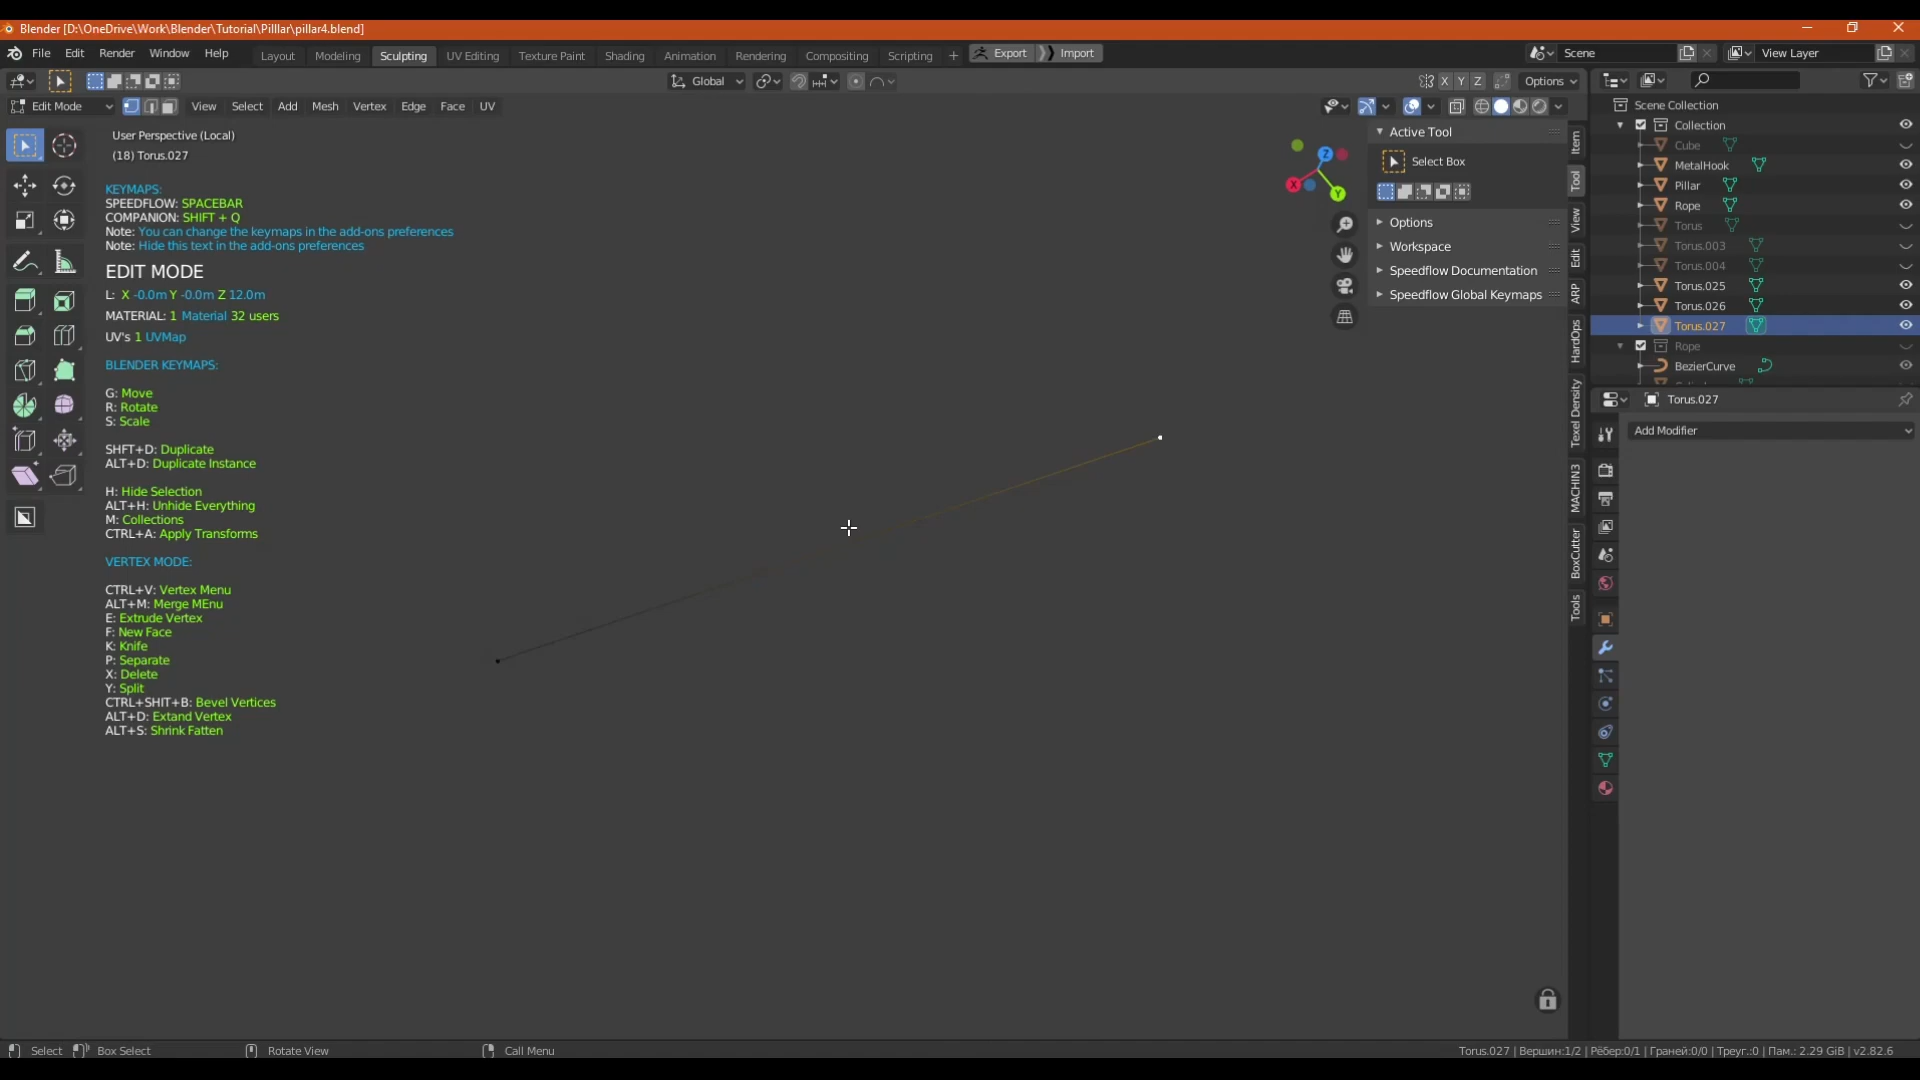 Blender [D:\OneDrive\Work\Blender\Tutorial\Pilllar\pillar4.blend]
File Edit Render Window Help Layout Modeling Sculpting UV Editing Texture Paint Shading Animation Rendering Compositing Scripting + Export Import Scene View Layer
Global X Y Z Options
Edit Mode View Select Add Mesh Vertex Edge Face UV
User Perspective (Local)
(18) Torus.027
KEYMAPS:
SPEEDFLOW: SPACEBAR
COMPANION: SHIFT + Q
Note: You can change the keymaps in the add-ons preferences
Note: Hide this text in the add-ons preferences
EDIT MODE
L: X -0.0m Y -0.0m Z 12.0m
MATERIAL: 1 Material 32 users
UV's 1 UVMap
BLENDER KEYMAPS:
G: Move
R: Rotate
S: Scale
SHFT+D: Duplicate
ALT+D: Duplicate Instance
H: Hide Selection
ALT+H: Unhide Everything
M: Collections
CTRL+A: Apply Transforms
VERTEX MODE:
CTRL+V: Vertex Menu
ALT+M: Merge MEnu
E: Extrude Vertex
F: New Face
K: Knife
P: Separate
X: Delete
Y: Split
CTRL+SHIT+B: Bevel Vertices
ALT+D: Extand Vertex
ALT+S: Shrink Fatten
Z
X
Y
Active Tool
Select Box
Options
Workspace
Speedflow Documentation
Speedflow Global Keymaps
Item
Tool
View
Edit
ARP
HardOps
Texel Density
MACHIN3
BoxCutter
Tools
Scene Collection
Collection
Cube
MetalHook
Pillar
Rope
Torus
Torus.003
Torus.004
Torus.025
Torus.026
Torus.027
Rope
BezierCurve
Torus.027
Add Modifier
Select Box Select Rotate View Call Menu
Torus.027 | Вершин:1/2 | Рёбер:0/1 | Граней:0/0 | Треуг.:0 | Пам.: 2.29 GiB | v2.82.6